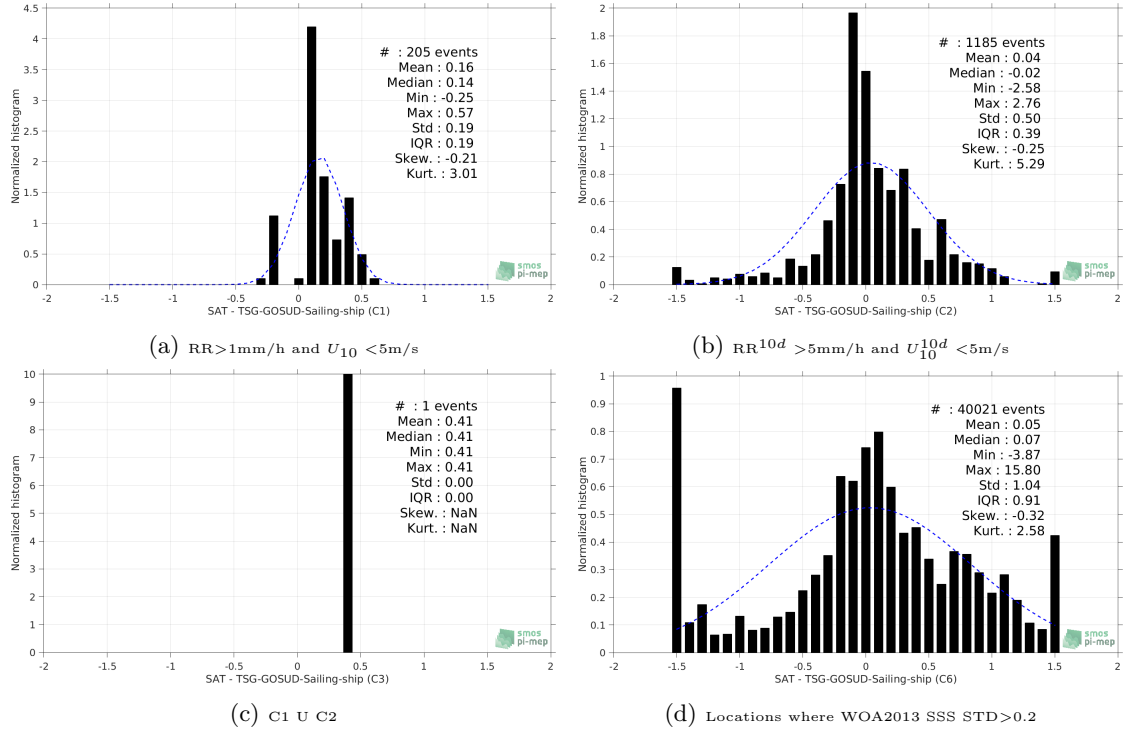 4.5
4
3.5
3
2.5
2
1.5
1
0.5
0
Normalized histogram
# : 205 events
Mean : 0.16
Median : 0.14
Min : -0.25
Max : 0.57
Std : 0.19
IQR : 0.19
Skew. : -0.21
Kurt. : 3.01
smos
pi-mep
-2 -1.5 -1 -0.5 0 0.5 1 1.5 2
SAT - TSG-GOSUD-Sailing-ship (C1)
(a) RR>1mm/h and U10 <5m/s
2
1.8
1.6
1.4
1.2
1
0.8
0.6
0.4
0.2
0
Normalized histogram
# : 1185 events
Mean : 0.04
Median : -0.02
Min : -2.58
Max : 2.76
Std : 0.50
IQR : 0.39
Skew. : -0.25
Kurt. : 5.29
smos
pi-mep
-2 -1.5 -1 -0.5 0 0.5 1 1.5 2
SAT - TSG-GOSUD-Sailing-ship (C2)
(b) RR^10d >5mm/h and U10^10d <5m/s
10
9
8
7
6
5
4
3
2
1
0
Normalized histogram
# : 1 events
Mean : 0.41
Median : 0.41
Min : 0.41
Max : 0.41
Std : 0.00
IQR : 0.00
Skew. : NaN
Kurt. : NaN
smos
pi-mep
-2 -1.5 -1 -0.5 0 0.5 1 1.5 2
SAT - TSG-GOSUD-Sailing-ship (C3)
(c) C1 U C2
1
0.9
0.8
0.7
0.6
0.5
0.4
0.3
0.2
0.1
0
Normalized histogram
# : 40021 events
Mean : 0.05
Median : 0.07
Min : -3.87
Max : 15.80
Std : 1.04
IQR : 0.91
Skew. : -0.32
Kurt. : 2.58
smos
pi-mep
-2 -1.5 -1 -0.5 0 0.5 1 1.5 2
SAT - TSG-GOSUD-Sailing-ship (C6)
(d) Locations where WOA2013 SSS STD>0.2